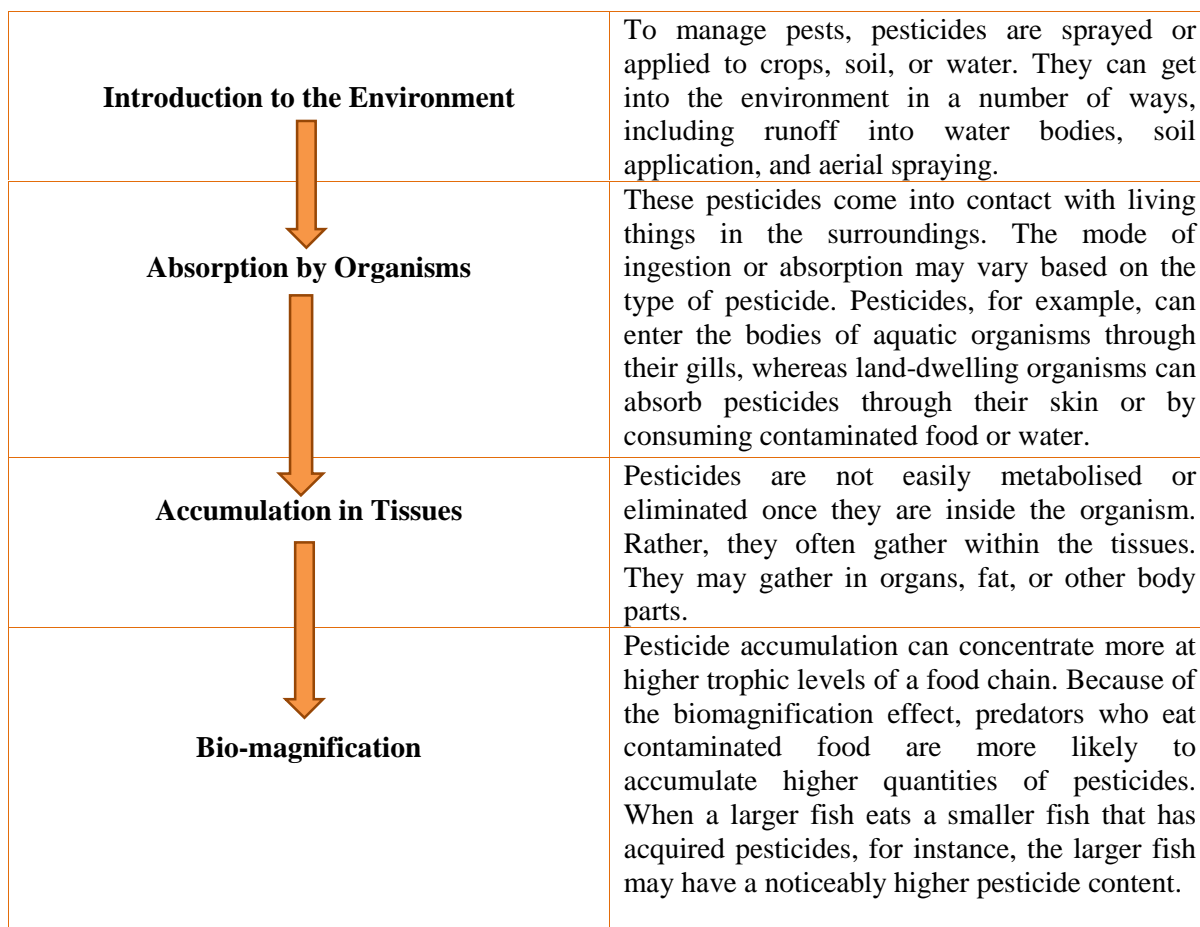 Introduction to the Environment
To manage pests, pesticides are sprayed or
applied to crops, soil, or water. They can get
into the environment in a number of ways,
including runoff into water bodies, soil
application, and aerial spraying.
Absorption by Organisms
These pesticides come into contact with living
things in the surroundings. The mode of
ingestion or absorption may vary based on the
type of pesticide. Pesticides, for example, can
enter the bodies of aquatic organisms through
their gills, whereas land-dwelling organisms can
absorb pesticides through their skin or by
consuming contaminated food or water.
Accumulation in Tissues
Pesticides are not easily metabolised or
eliminated once they are inside the organism.
Rather, they often gather within the tissues.
They may gather in organs, fat, or other body
parts.
Bio-magnification
Pesticide accumulation can concentrate more at
higher trophic levels of a food chain. Because of
the biomagnification effect, predators who eat
contaminated food are more likely to
accumulate higher quantities of pesticides.
When a larger fish eats a smaller fish that has
acquired pesticides, for instance, the larger fish
may have a noticeably higher pesticide content.